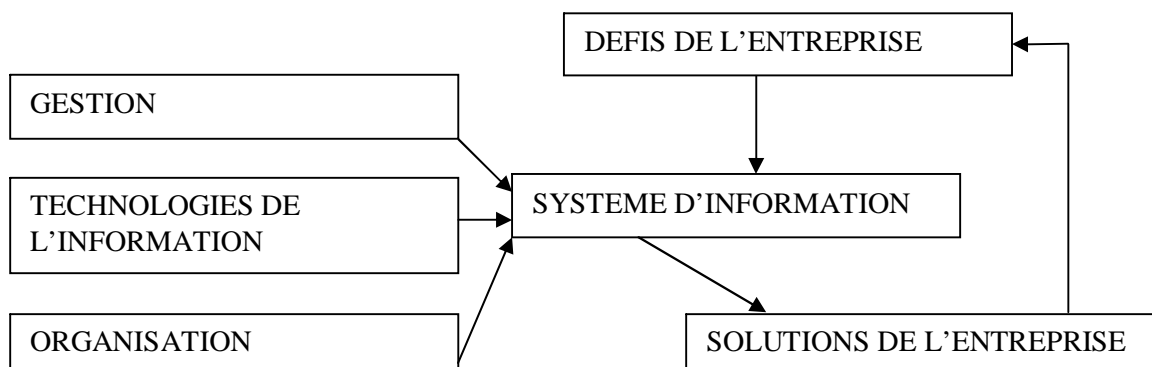 DEFIS DE L’ENTREPRISE
GESTION
TECHNOLOGIES DE
L’INFORMATION
SYSTEME D’INFORMATION
ORGANISATION
SOLUTIONS DE L’ENTREPRISE